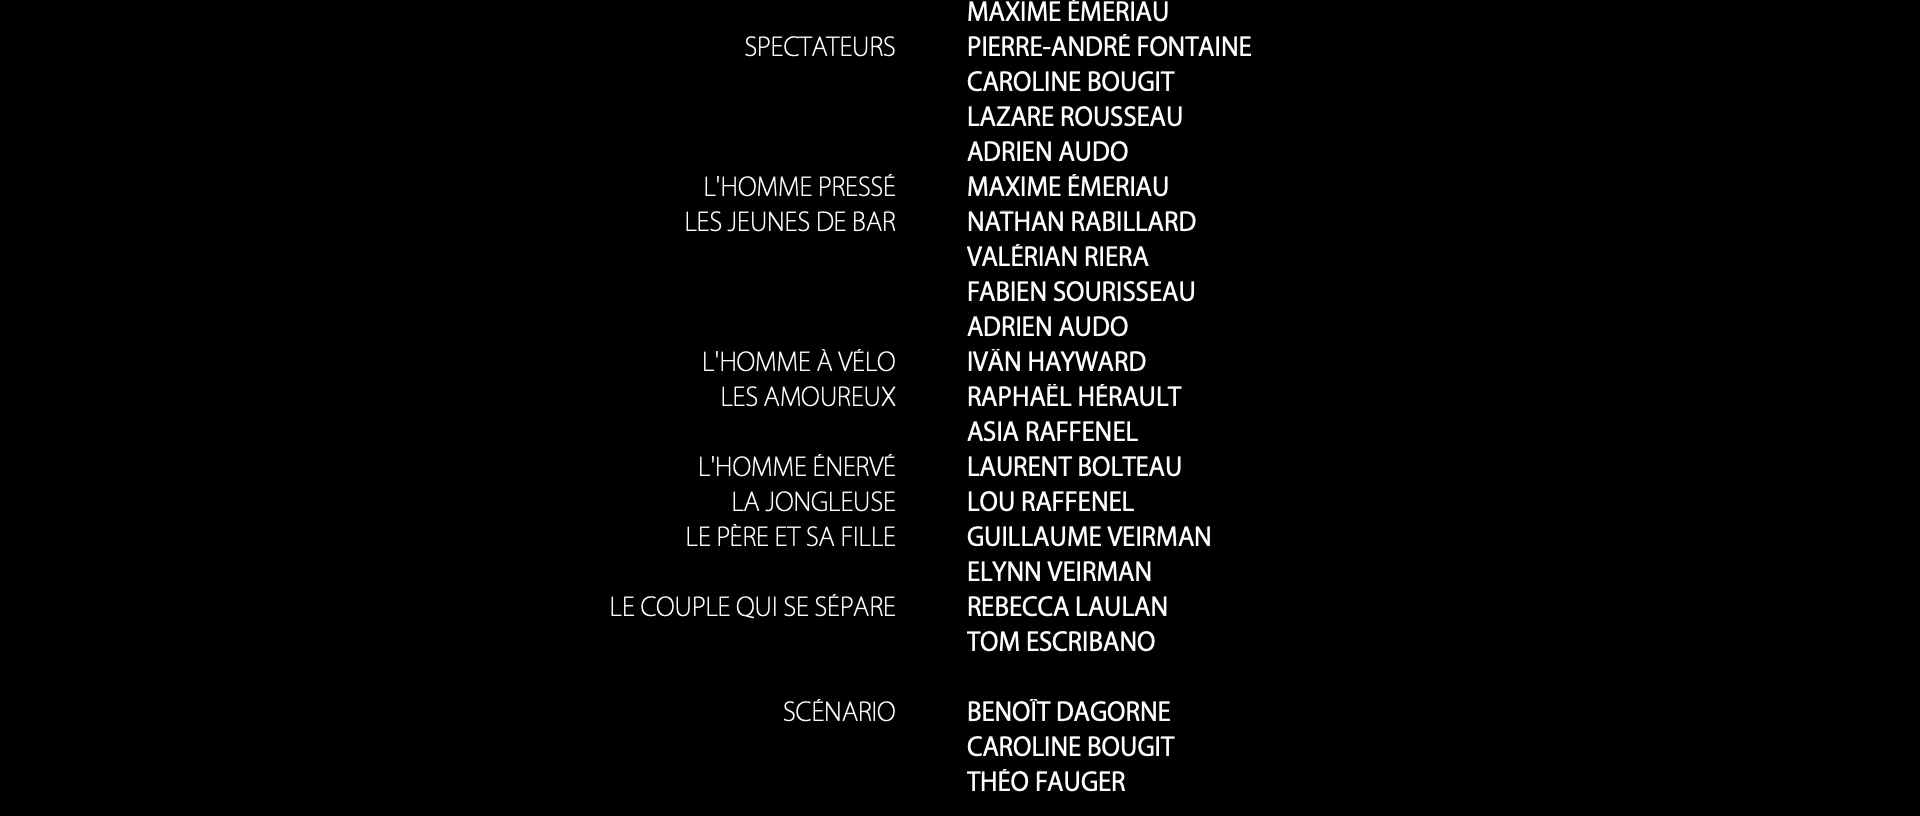 MAXIME ÉMERIAU
SPECTATEURS PIERRE-ANDRÉ FONTAINE
CAROLINE BOUGIT
LAZARE ROUSSEAU
ADRIEN AUDO
L'HOMME PRESSÉ MAXIME ÉMERIAU
LES JEUNES DE BAR NATHAN RABILLARD
VALÉRIAN RIERA
FABIEN SOURISSEAU
ADRIEN AUDO
L'HOMME À VÉLO IVÄN HAYWARD
LES AMOUREUX RAPHAËL HÉRAULT
ASIA RAFFENEL
L'HOMME ÉNERVÉ LAURENT BOLTEAU
LA JONGLEUSE LOU RAFFENEL
LE PÈRE ET SA FILLE GUILLAUME VEIRMAN
ELYNN VEIRMAN
LE COUPLE QUI SE SÉPARE REBECCA LAULAN
TOM ESCRIBANO
SCÉNARIO BENOÎT DAGORNE
CAROLINE BOUGIT
THÉO FAUGER